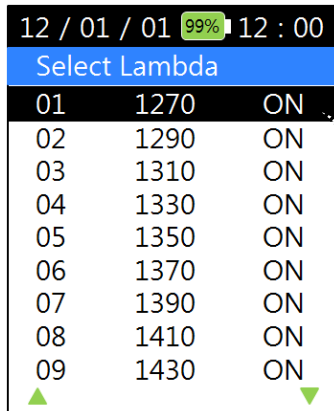 12 / 01 / 01 99% 12 : 00
Select Lambda
01 1270 ON
02 1290 ON
03 1310 ON
04 1330 ON
05 1350 ON
06 1370 ON
07 1390 ON
08 1410 ON
09 1430 ON